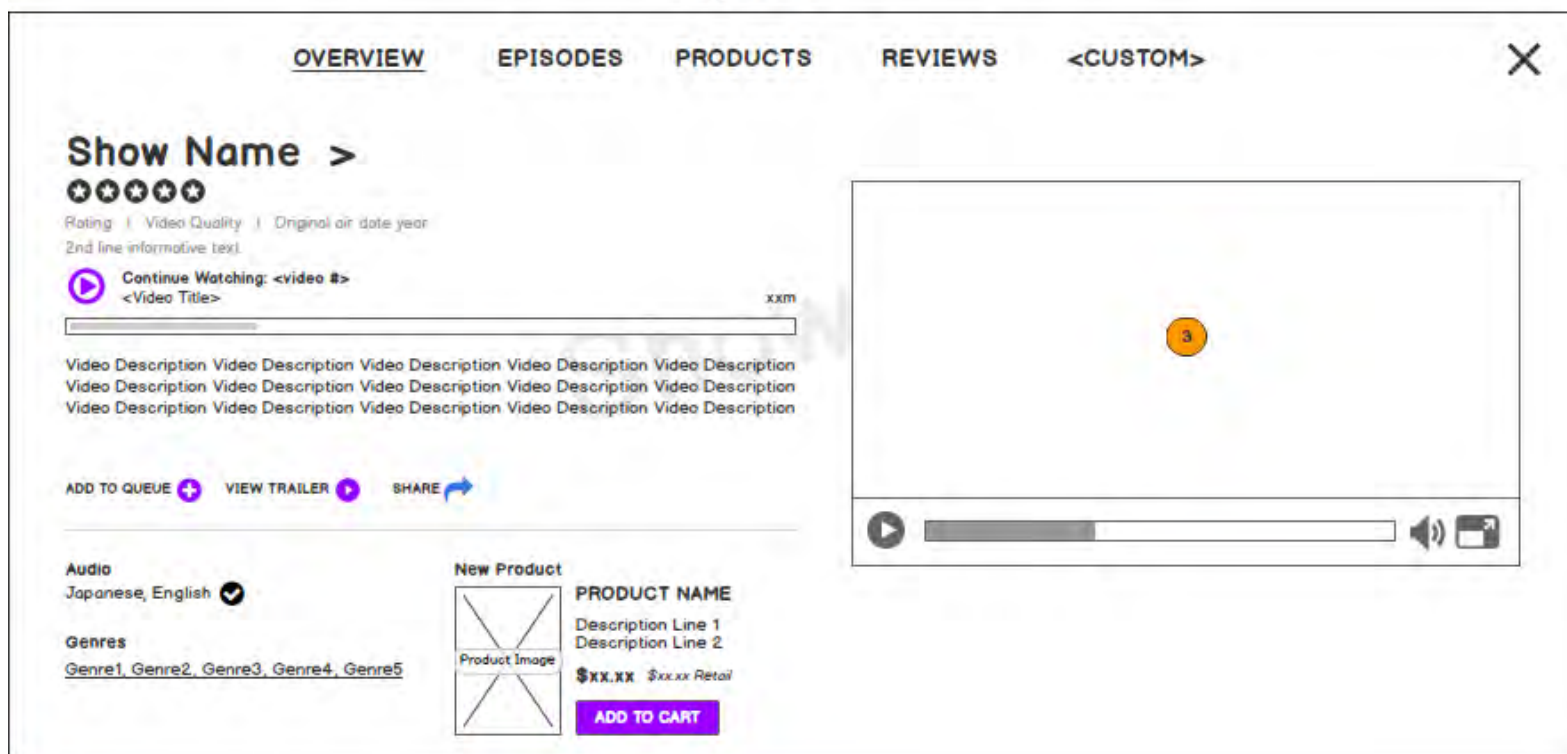 OVERVIEW EPISODES PRODUCTS REVIEWS <CUSTOM>
Show Name >
Rating | Video Quality | Original air date year
2nd line informative text
Continue Watching: <video #>
<Video Title> xxm
Video Description Video Description Video Description Video Description Video Description
Video Description Video Description Video Description Video Description Video Description
Video Description Video Description Video Description Video Description Video Description
3
ADD TO QUEUE VIEW TRAILER SHARE
Audio
Japanese, English
Genres
Genre1, Genre2, Genre3, Genre4, Genre5
New Product
Product Image
PRODUCT NAME
Description Line 1
Description Line 2
$xx.xx $xx.xx Retail
ADD TO CART